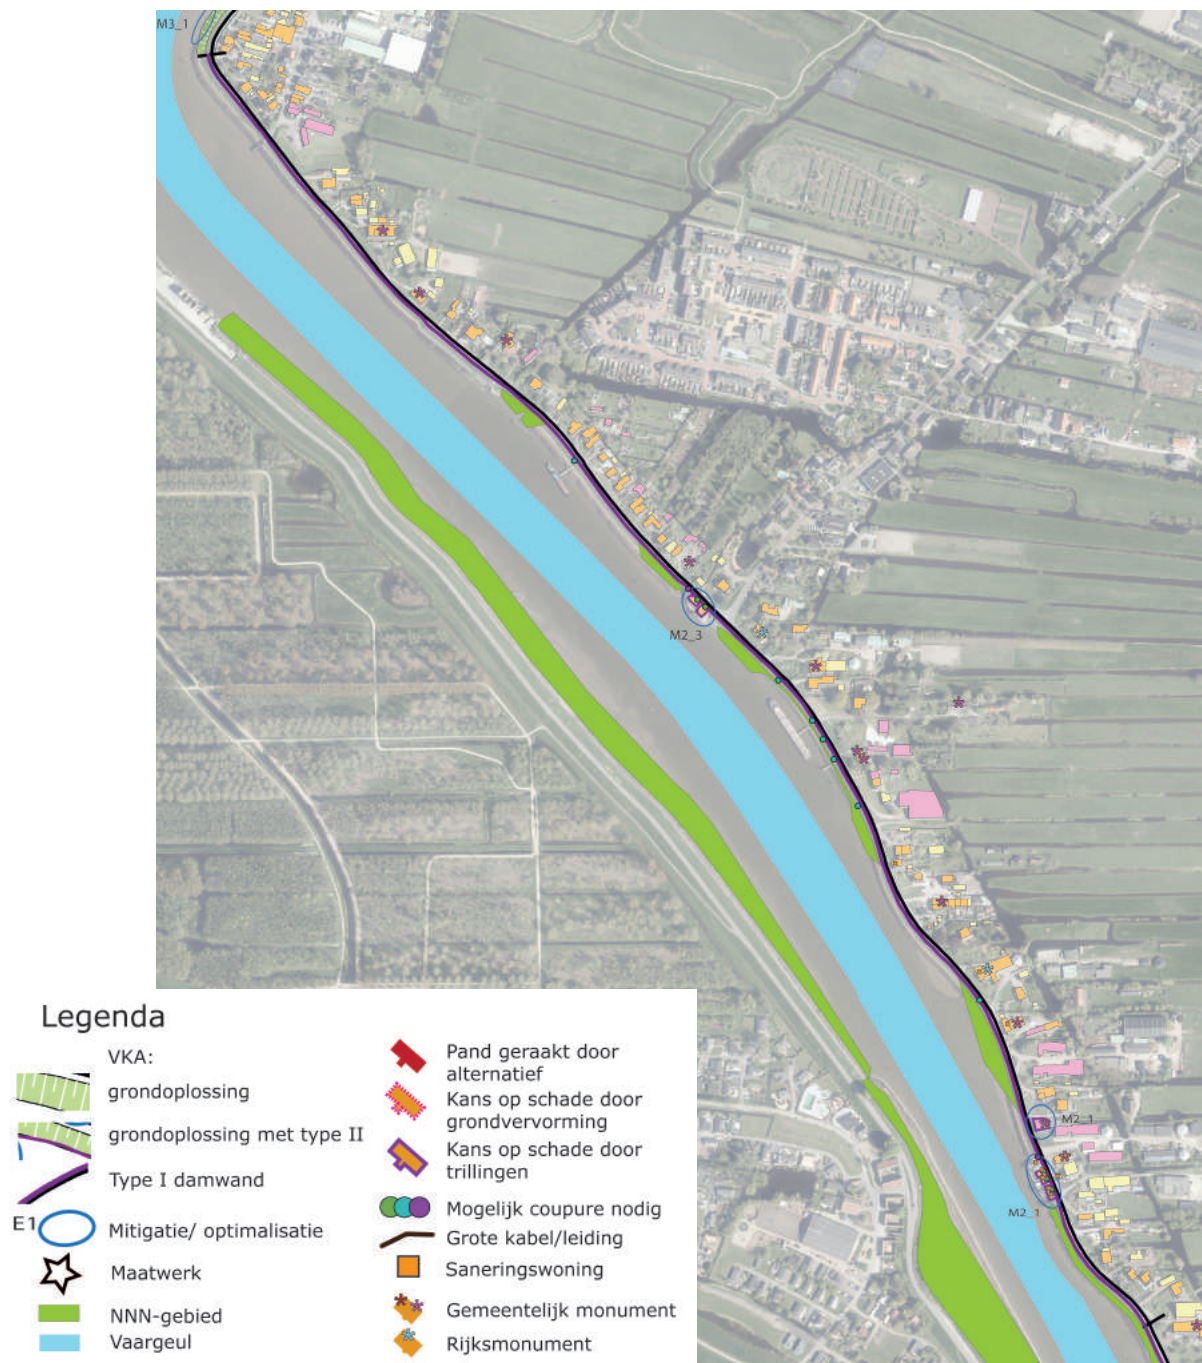 M3_1
M2_3
M2_1
M2_1
Legenda
VKA:
grondoplossing
grondoplossing met type II
Type I damwand
E1
Mitigatie/ optimalisatie
Maatwerk
NNN-gebied
Vaargeul
Pand geraakt door
alternatief
Kans op schade door
grondvervorming
Kans op schade door
trillingen
Mogelijk coupure nodig
Grote kabel/leiding
Saneringswoning
Gemeentelijk monument
Rijksmonument